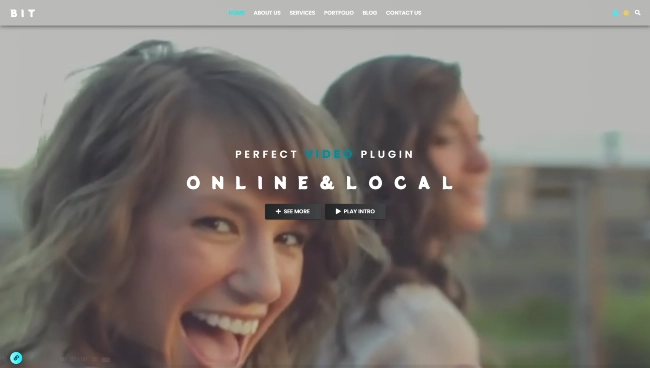 BIT
HOME ABOUT US SERVICES PORTFOLIO BLOG CONTACT US
PERFECT VIDEO PLUGIN
ONLINE & LOCAL
SEE MORE PLAY INTRO